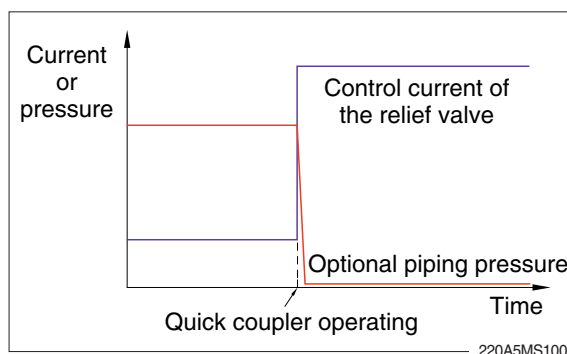 Current
or
pressure
Control current of
the relief valve
Optional piping pressure
Time
Quick coupler operating
220A5MS100